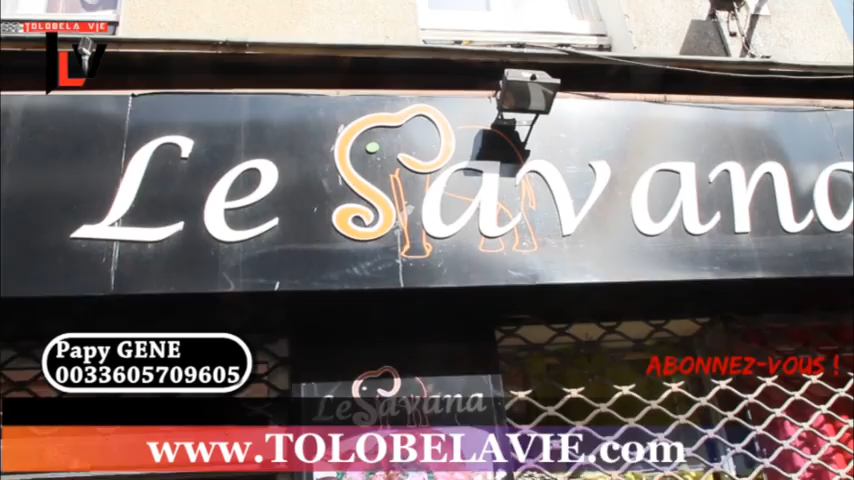 TOLOBELA VIE
LV
Le Savana
Papy GENE
0033605709605
ABONNEZ-VOUS !
Le Savana
www.TOLOBELAVIE.com